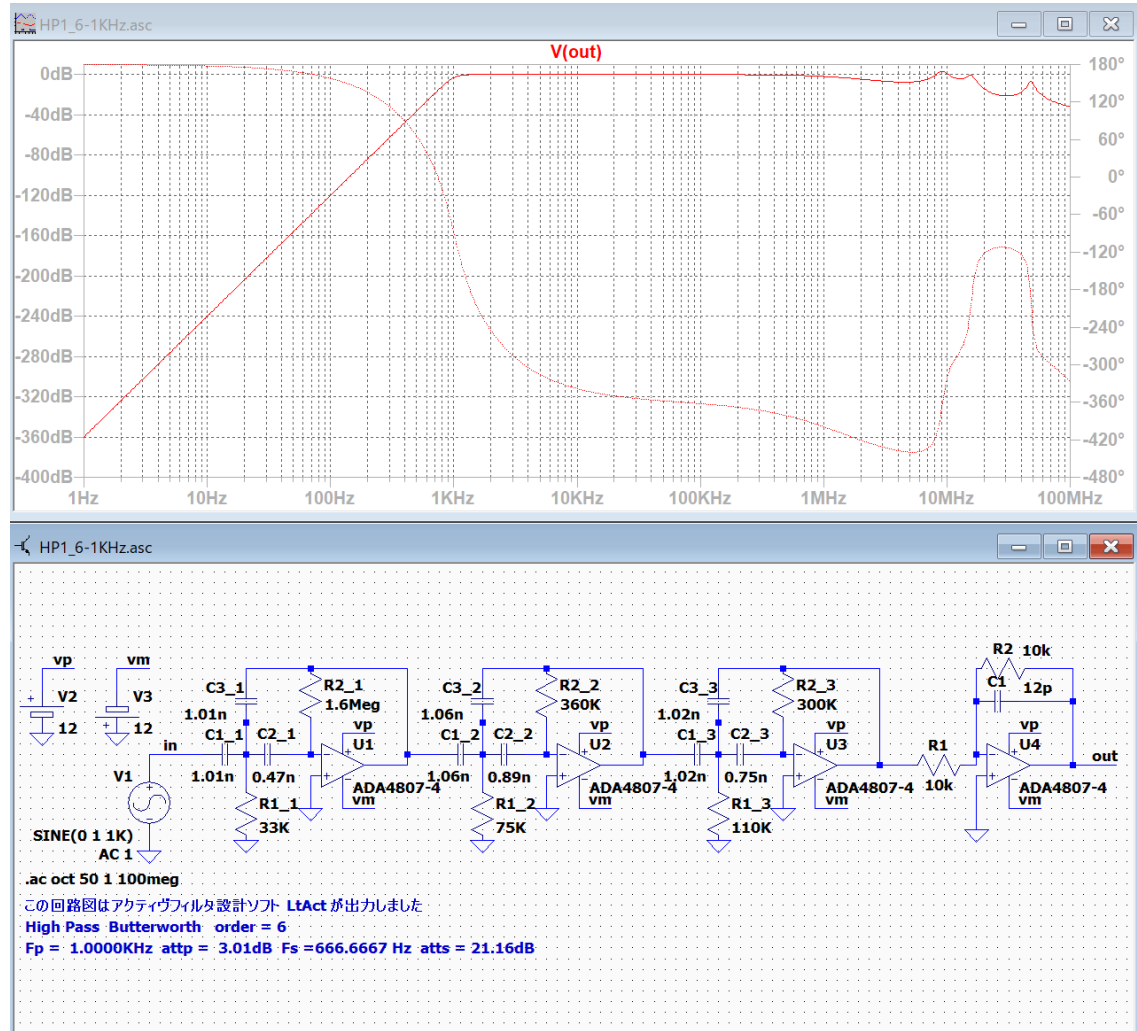 HP1_6-1KHz.asc
V(out)
0dB
-40dB
-80dB
-120dB
-160dB
-200dB
-240dB
-280dB
-320dB
-360dB
-400dB
180°
120°
60°
0°
-60°
-120°
-180°
-240°
-300°
-360°
-420°
-480°
1Hz 10Hz 100Hz 1KHz 10KHz 100KHz 1MHz 10MHz 100MHz
HP1_6-1KHz.asc
vp vm
V2 V3
12 12
in
V1
SINE(0 1 1K)
AC 1
C3_1
1.01n
C1_1
1.01n
C2_1
0.47n
R2_1
1.6Meg
R1_1
33K
vp
U1
ADA4807-4
vm
C3_2
1.06n
C1_2
1.06n
C2_2
0.89n
R2_2
360K
R1_2
75K
vp
U2
ADA4807-4
vm
C3_3
1.02n
C1_3
1.02n
C2_3
0.75n
R2_3
300K
R1_3
110K
vp
U3
ADA4807-4
vm
R1
10k
R2 10k
C1
12p
vp
U4
ADA4807-4
vm
out
.ac oct 50 1 100meg
この回路図はアクティヴフィルタ設計ソフト LtAct が出力しました
High Pass Butterworth order = 6
Fp = 1.0000KHz attp = 3.01dB Fs =666.6667 Hz atts = 21.16dB